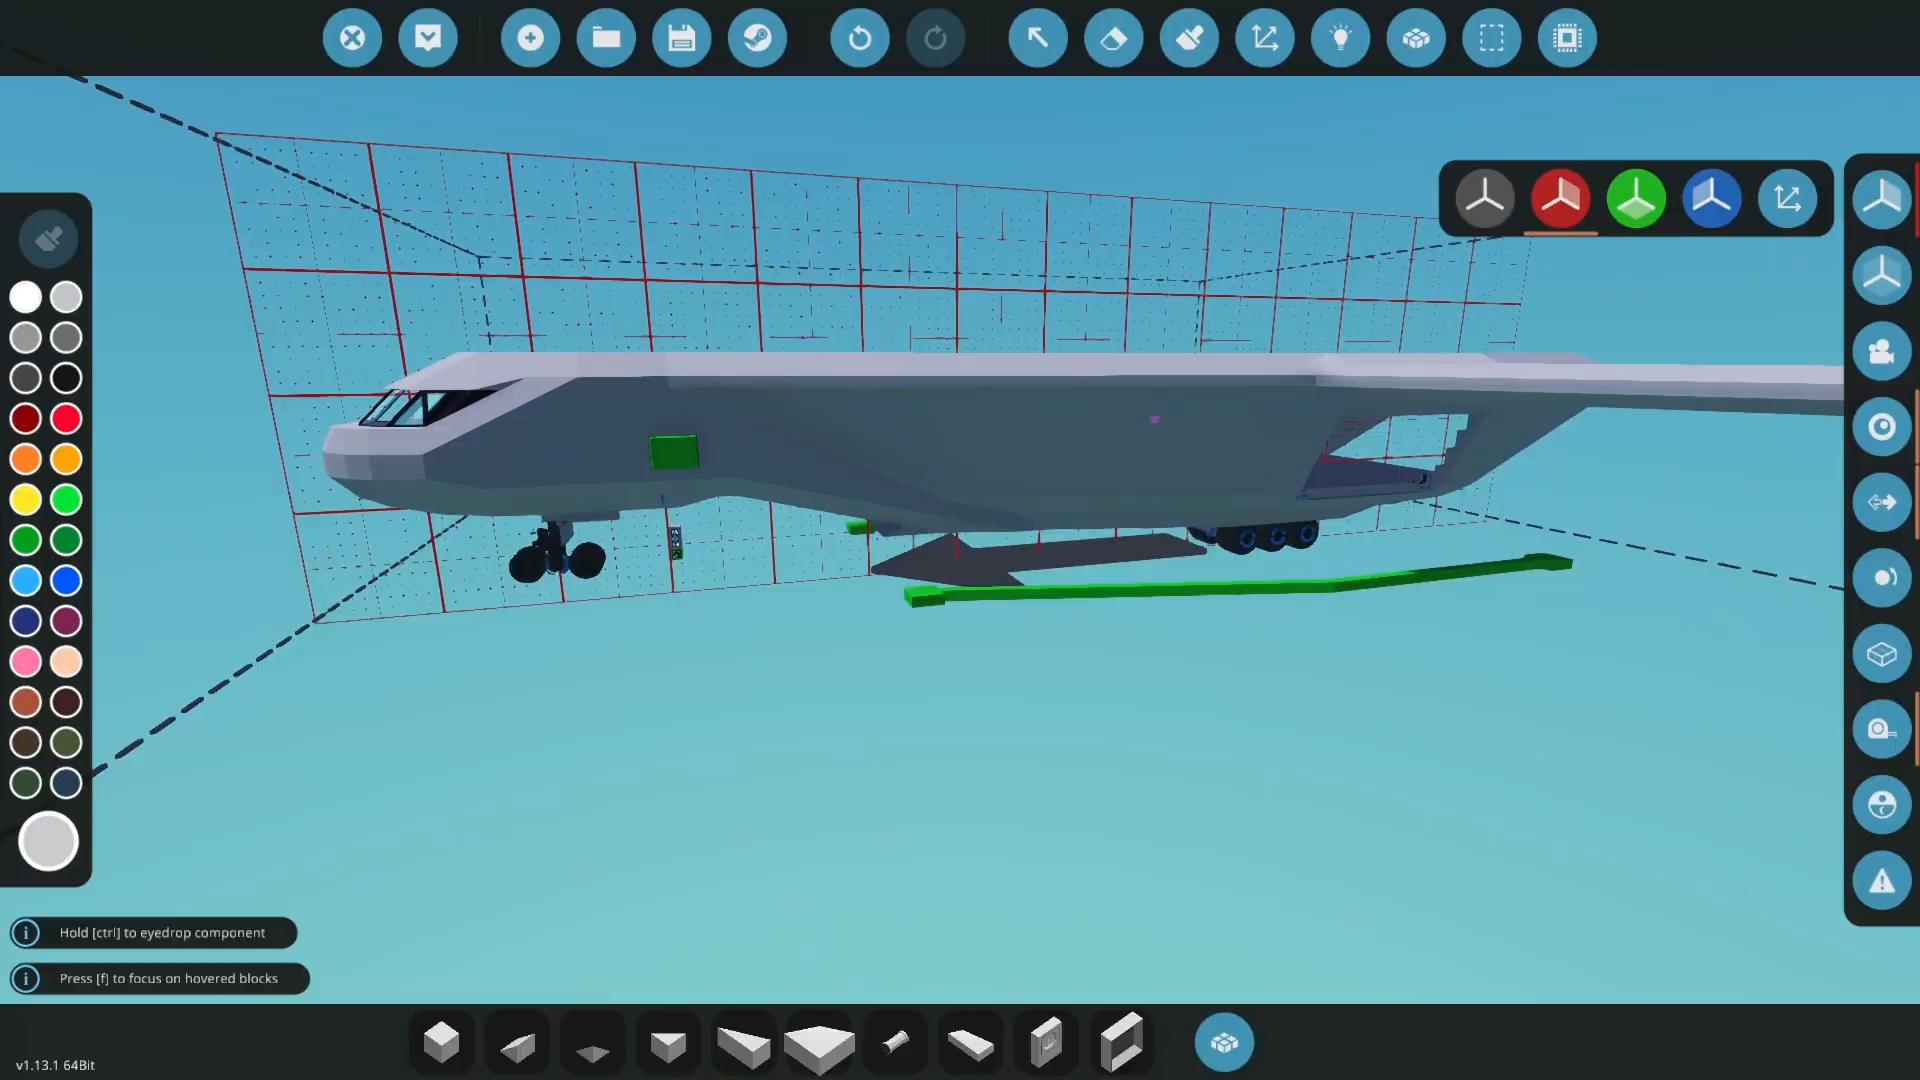 Hold [ctrl] to eyedrop component
Press [f] to focus on hovered blocks
v1.13.1 64Bit